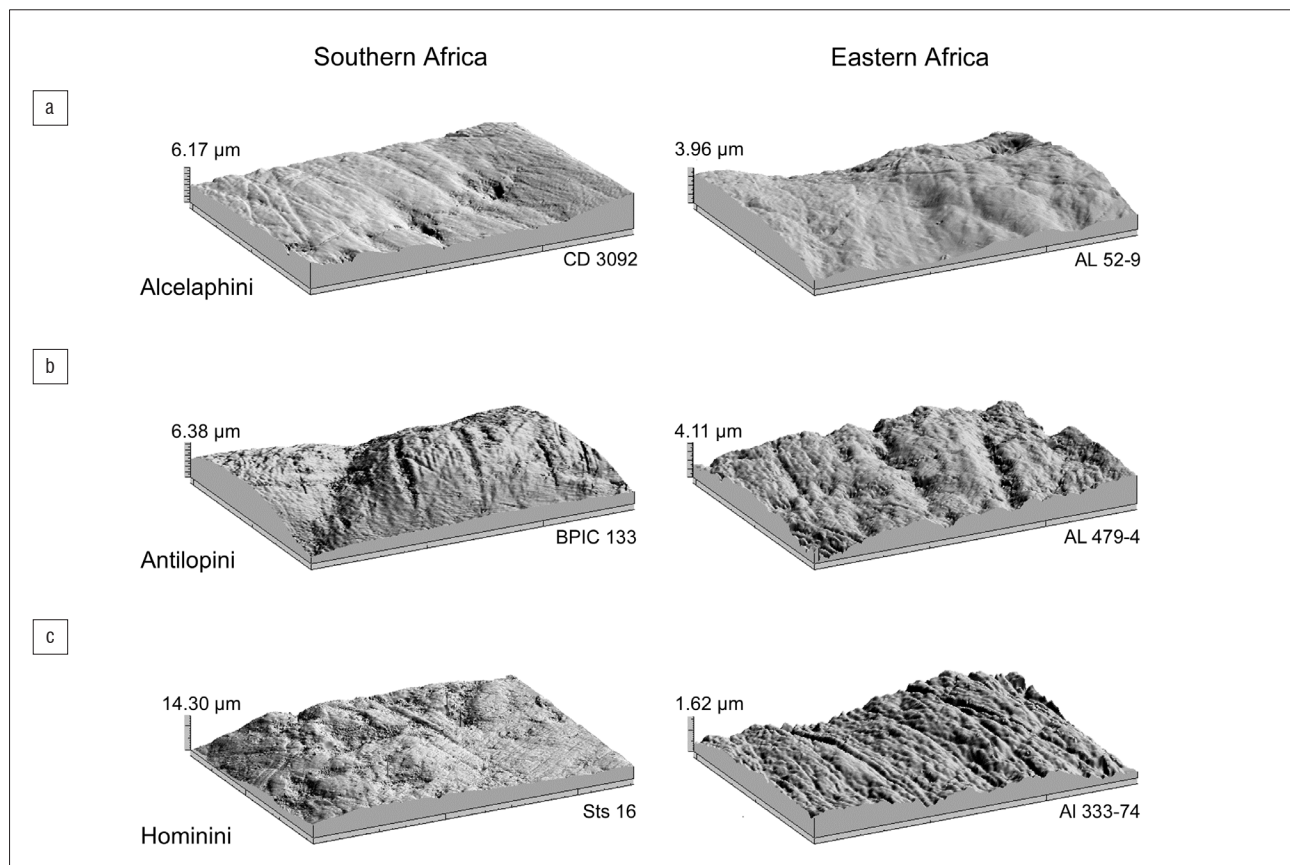 Southern Africa
Eastern Africa
a
6.17 µm
3.96 µm
CD 3092
AL 52-9
Alcelaphini
b
6.38 µm
4.11 µm
BPIC 133
AL 479-4
Antilopini
c
14.30 µm
1.62 µm
Sts 16
Al 333-74
Hominini